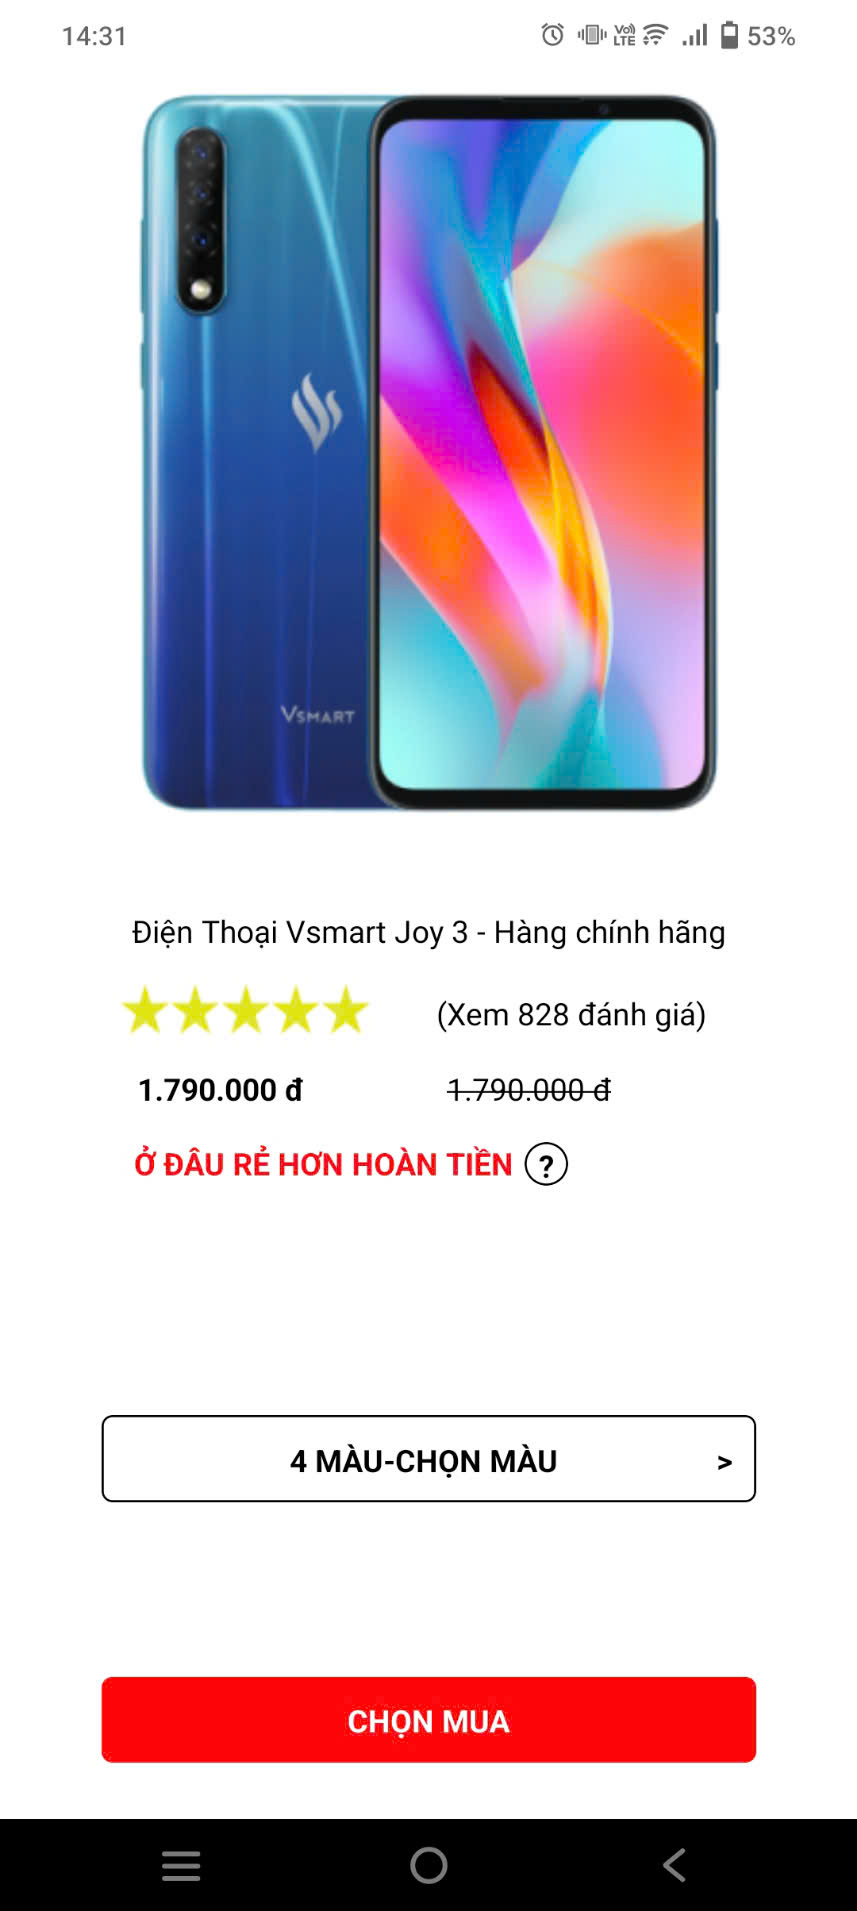 14:31
Vo)) LTE 53%
VSMART
Điện Thoại Vsmart Joy 3 - Hàng chính hãng
(Xem 828 đánh giá)
1.790.000 đ 1.790.000 đ
Ở ĐÂU RẺ HƠN HOÀN TIỀN ?
4 MÀU-CHỌN MÀU >
CHỌN MUA